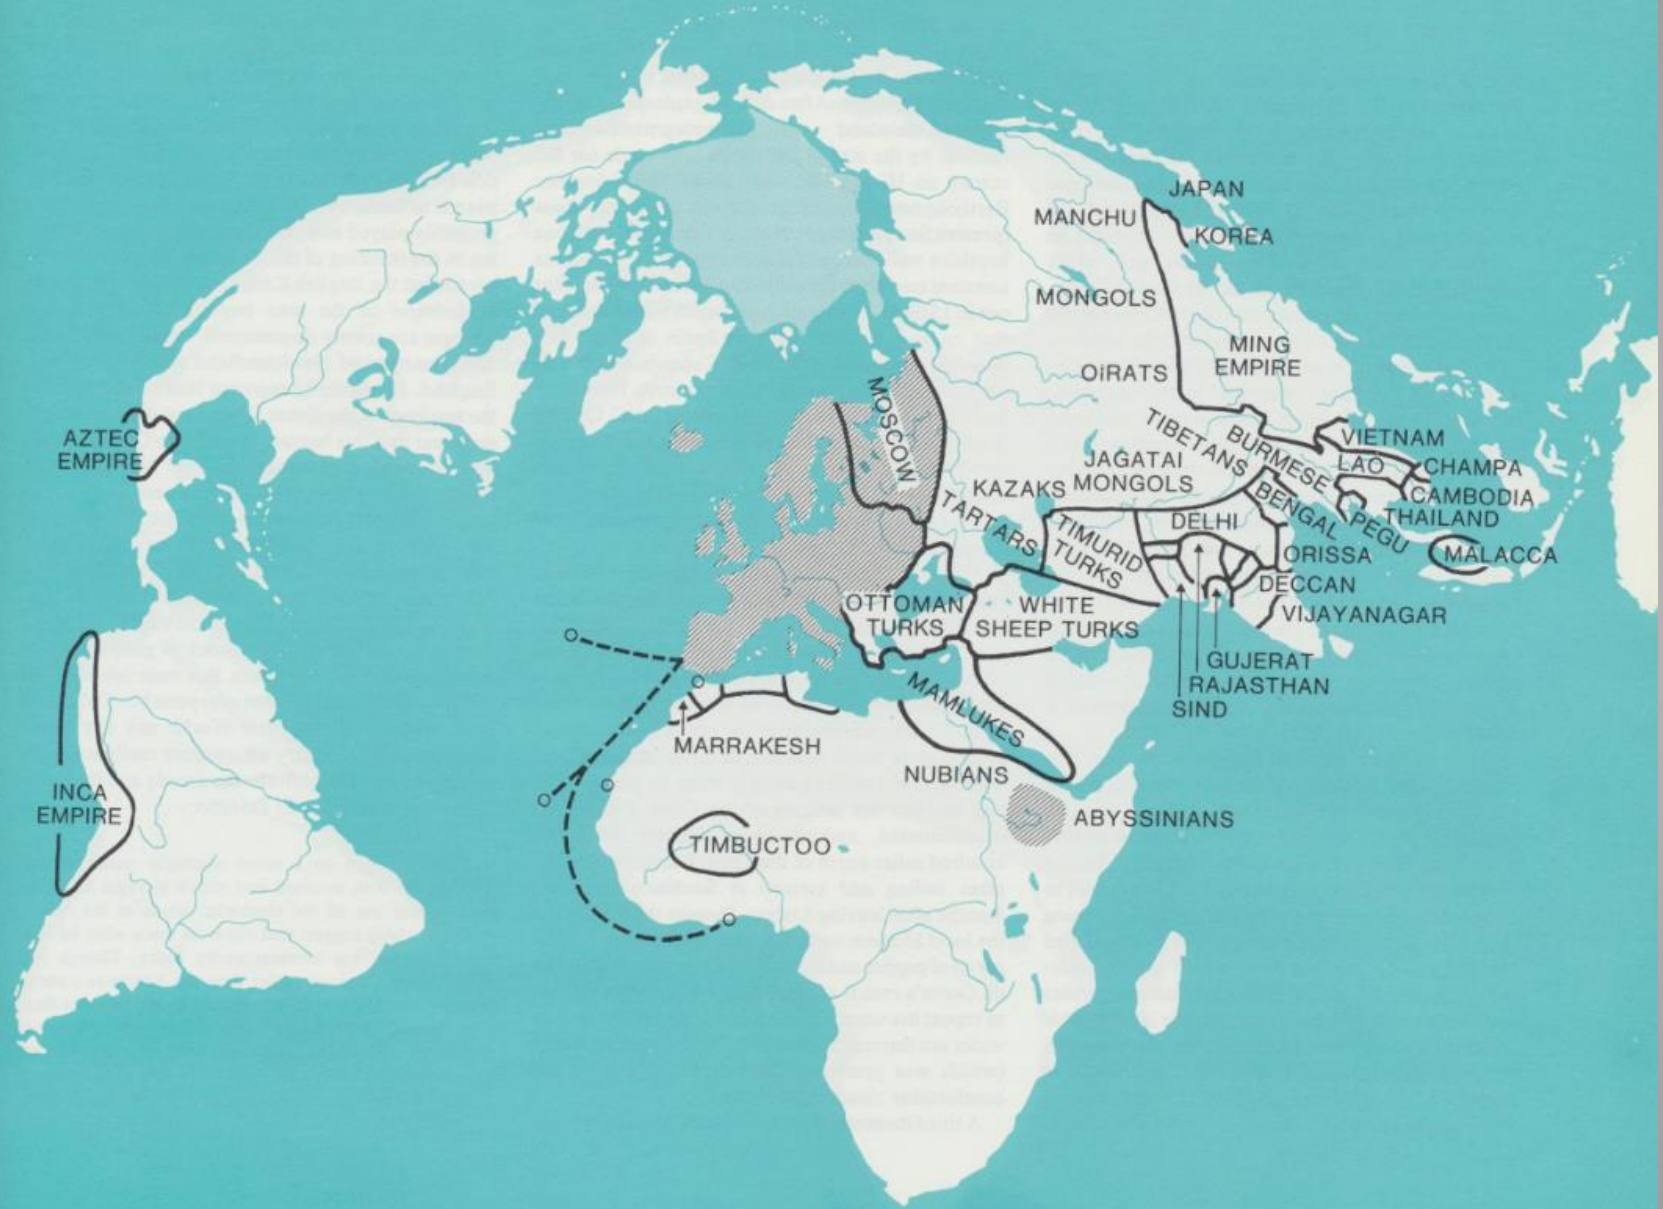 JAPAN
MANCHU
KOREA
MONGOLS
MING
EMPIRE
OiRATS
MOSCOW
AZTEC
EMPIRE
TIBETANS
BURMESE
VIETNAM
LAO
CHAMPA
JAGATAI
MONGOLS
KAZAKS
CAMBODIA
THAILAND
BENGAL
PEGU
TARTARS
TIMURID
TURKS
DELHI
ORISSA
MALACCA
DECCAN
VIJAYANAGAR
OTTOMAN
TURKS
WHITE
SHEEP TURKS
GUJERAT
RAJASTHAN
SIND
MAMLUKES
MARRAKESH
NUBIANS
INCA
EMPIRE
ABYSSINIANS
TIMBUCTOO